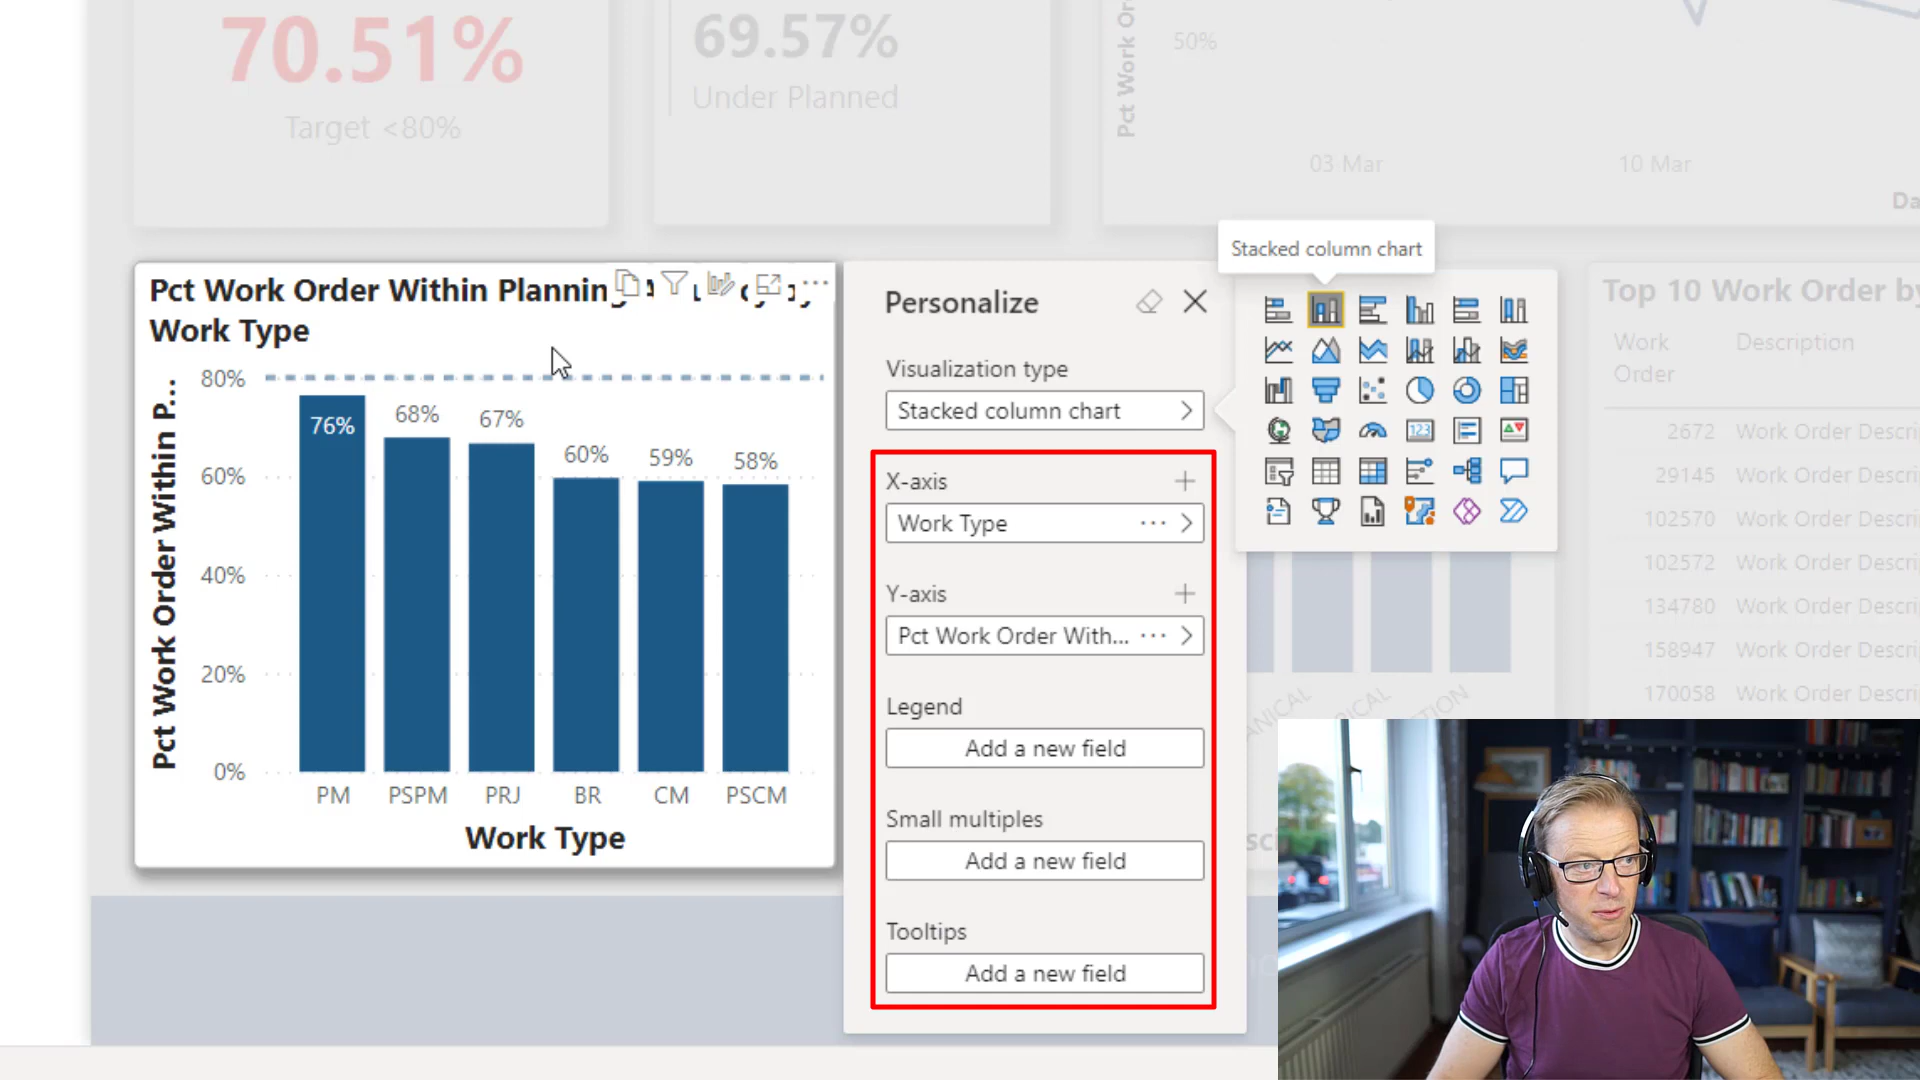 70.51%
Target <80%
69.57%
Under Planned
Pct Work Or
50%
03 Mar
10 Mar
Da
Pct Work Order Within Planning
Work Type
Pct Work Order Within P...
80%
60%
40%
20%
0%
76%
68%
67%
60%
59%
58%
PM
PSPM
PRJ
BR
CM
PSCM
Work Type
Personalize
Visualization type
Stacked column chart
X-axis
Work Type
Y-axis
Pct Work Order With...
Legend
Add a new field
Small multiples
Add a new field
Tooltips
Add a new field
Stacked column chart
123
Top 10 Work Order by
Work
Order
Description
2672 Work Order Descri
29145 Work Order Descri
102570 Work Order Descri
102572 Work Order Descri
134780 Work Order Descri
158947 Work Order Descri
170058 Work Order Descri